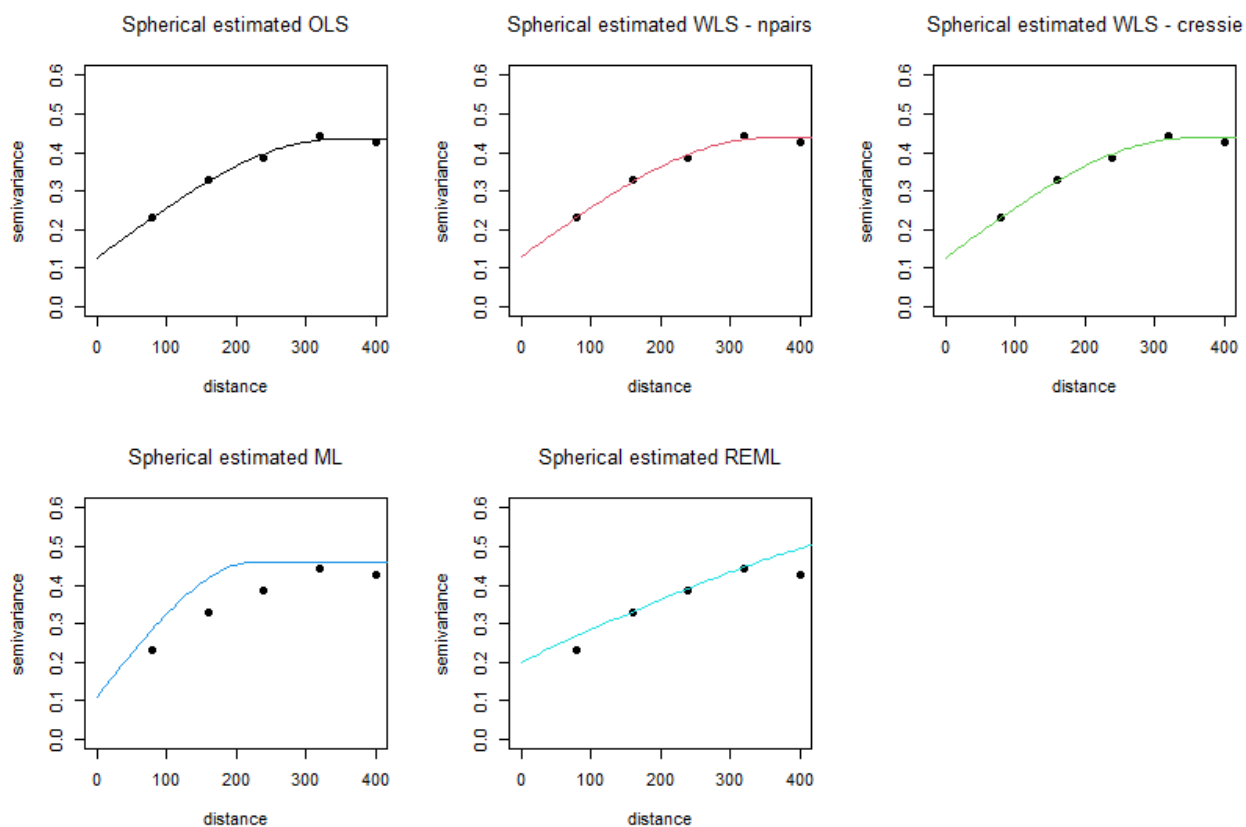 Spherical estimated OLS
semivariance
0.0 0.1 0.2 0.3 0.4 0.5 0.6
0 100 200 300 400
distance
Spherical estimated WLS - npairs
semivariance
0.0 0.1 0.2 0.3 0.4 0.5 0.6
0 100 200 300 400
distance
Spherical estimated WLS - cressie
semivariance
0.0 0.1 0.2 0.3 0.4 0.5 0.6
0 100 200 300 400
distance
Spherical estimated ML
semivariance
0.0 0.1 0.2 0.3 0.4 0.5 0.6
0 100 200 300 400
distance
Spherical estimated REML
semivariance
0.0 0.1 0.2 0.3 0.4 0.5 0.6
0 100 200 300 400
distance